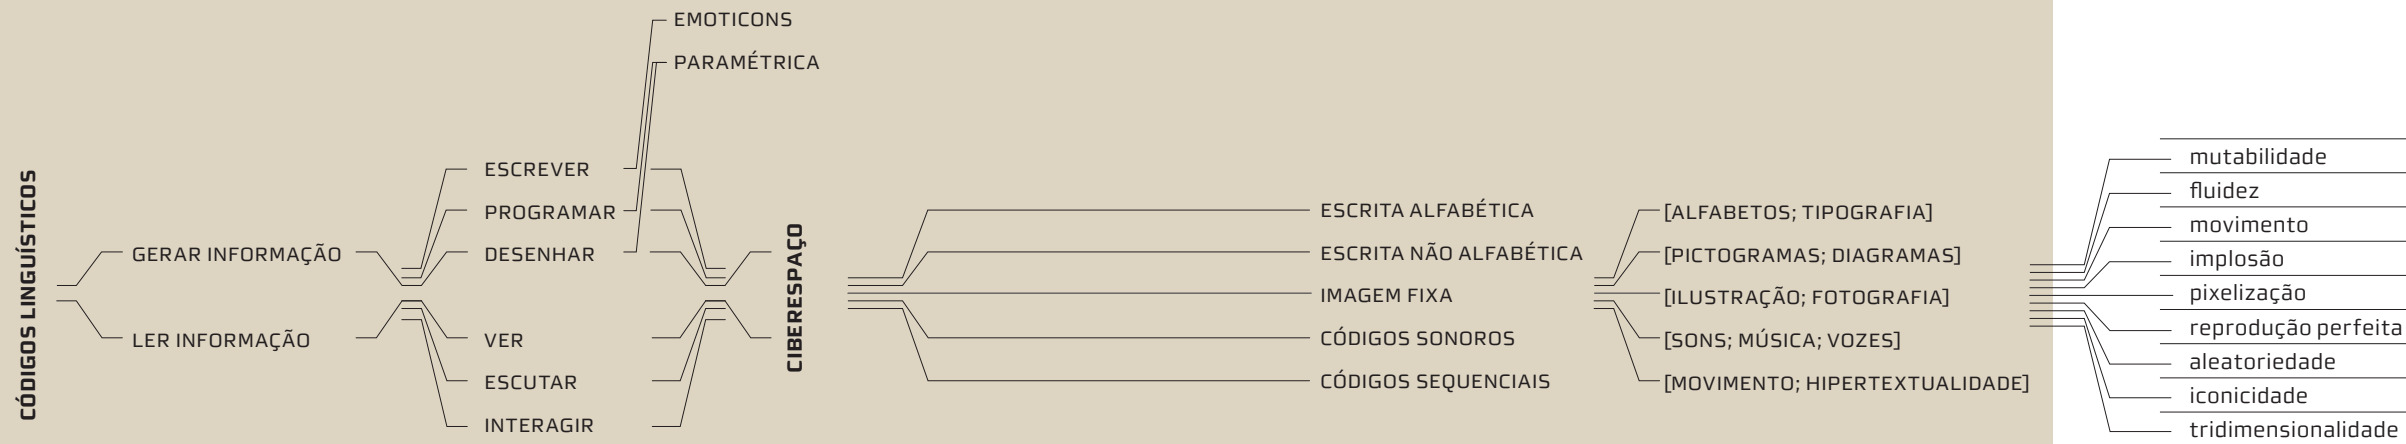 CÓDIGOS LINGUÍSTICOS
GERAR INFORMAÇÃO
LER INFORMAÇÃO
EMOTICONS
PARAMÉTRICA
ESCREVER
PROGRAMAR
DESENHAR
VER
ESCUTAR
INTERAGIR
CIBERESPAÇO
ESCRITA ALFABÉTICA
ESCRITA NÃO ALFABÉTICA
IMAGEM FIXA
CÓDIGOS SONOROS
CÓDIGOS SEQUENCIAIS
[ALFABETOS; TIPOGRAFIA]
[PICTOGRAMAS; DIAGRAMAS]
[ILUSTRAÇÃO; FOTOGRAFIA]
[SONS; MÚSICA; VOZES]
[MOVIMENTO; HIPERTEXTUALIDADE]
mutabilidade
fluidez
movimento
implosão
pixelização
reprodução perfeita
aleatoriedade
iconicidade
tridimensionalidade